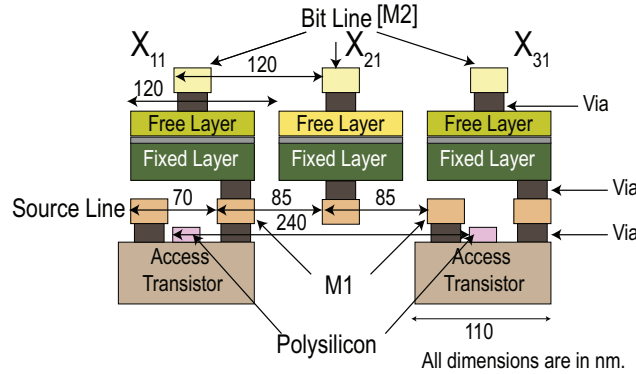 Bit Line [M2]
X11
X21
X31
120
120
Via
Free Layer
Free Layer
Free Layer
Fixed Layer
Fixed Layer
Fixed Layer
Via
Source Line
70
85
85
240
Via
Access
Transistor
Access
Transistor
M1
Polysilicon
110
All dimensions are in nm.